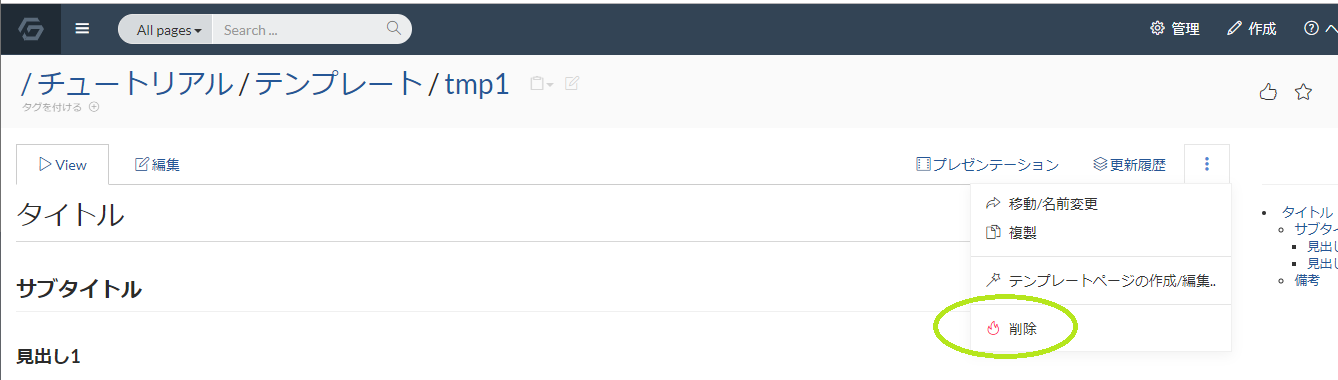 All pages
Search ...
管理
作成
ヘ
/ チュートリアル / テンプレート / tmp1
タグを付ける
View
編集
プレゼンテーション
更新履歴
移動/名前変更
複製
テンプレートページの作成/編集..
削除
タイトル
サブタイトル
見出し1
タイトル
サブタイ
見出し
見出し
備考